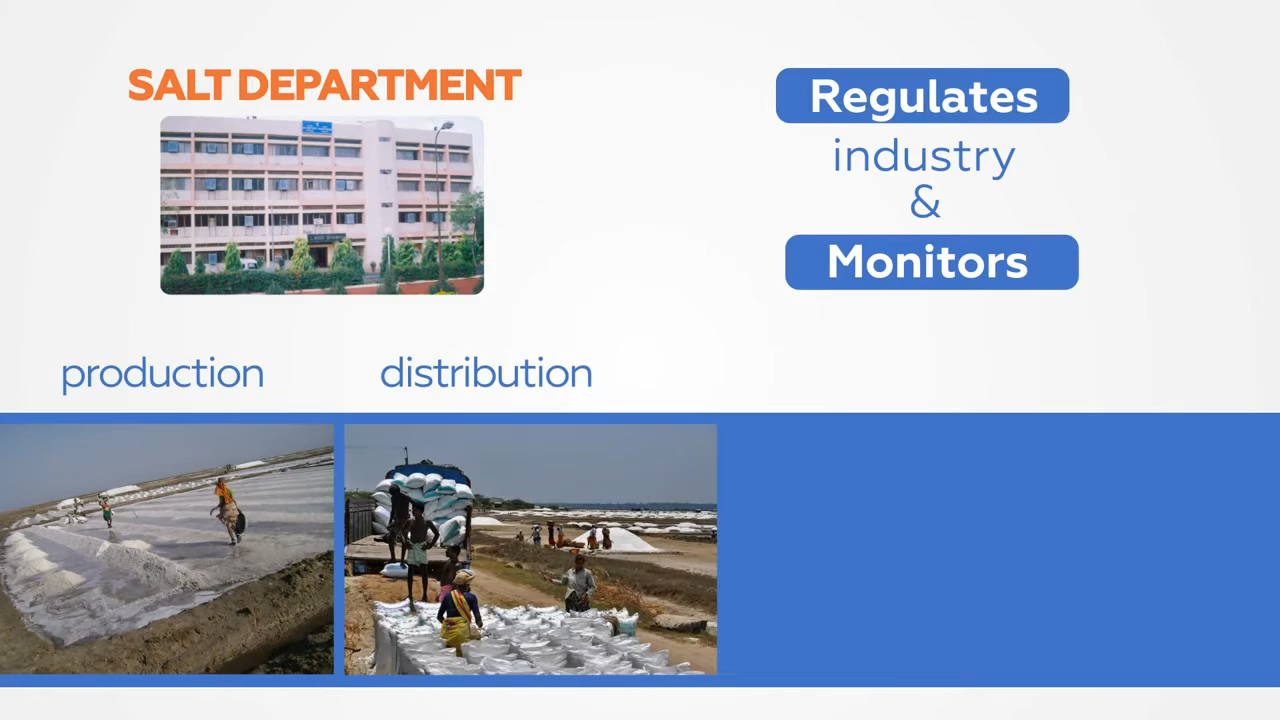 SALT DEPARTMENT
Regulates
industry
&
Monitors
production
distribution